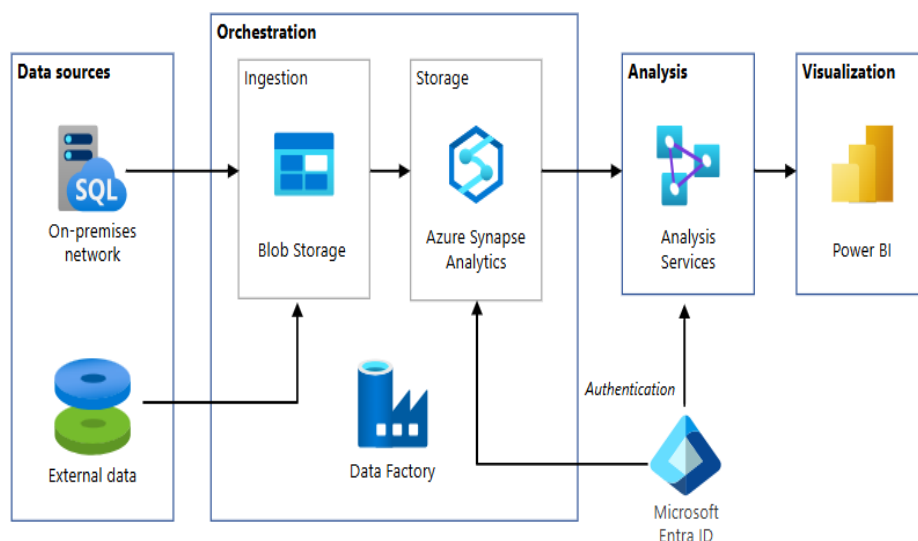 Data sources
SQL
On-premises
network
External data
Orchestration
Ingestion
Blob Storage
Storage
Azure Synapse
Analytics
Data Factory
Analysis
Analysis
Services
Authentication
Microsoft
Entra ID
Visualization
Power BI